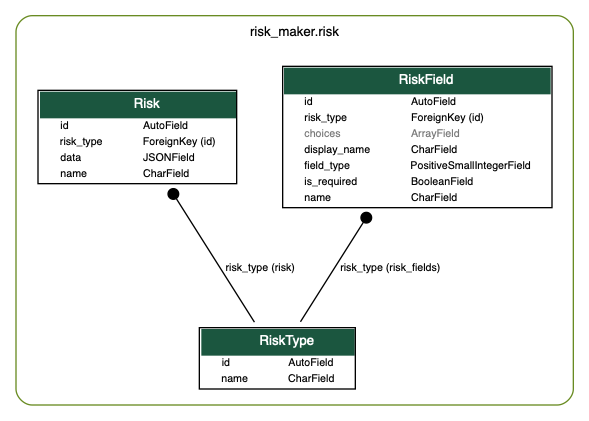 risk_maker.risk
Risk
id AutoField
risk_type ForeignKey (id)
data JSONField
name CharField
RiskField
id AutoField
risk_type ForeignKey (id)
choices ArrayField
display_name CharField
field_type PositiveSmallIntegerField
is_required BooleanField
name CharField
risk_type (risk)
risk_type (risk_fields)
RiskType
id AutoField
name CharField